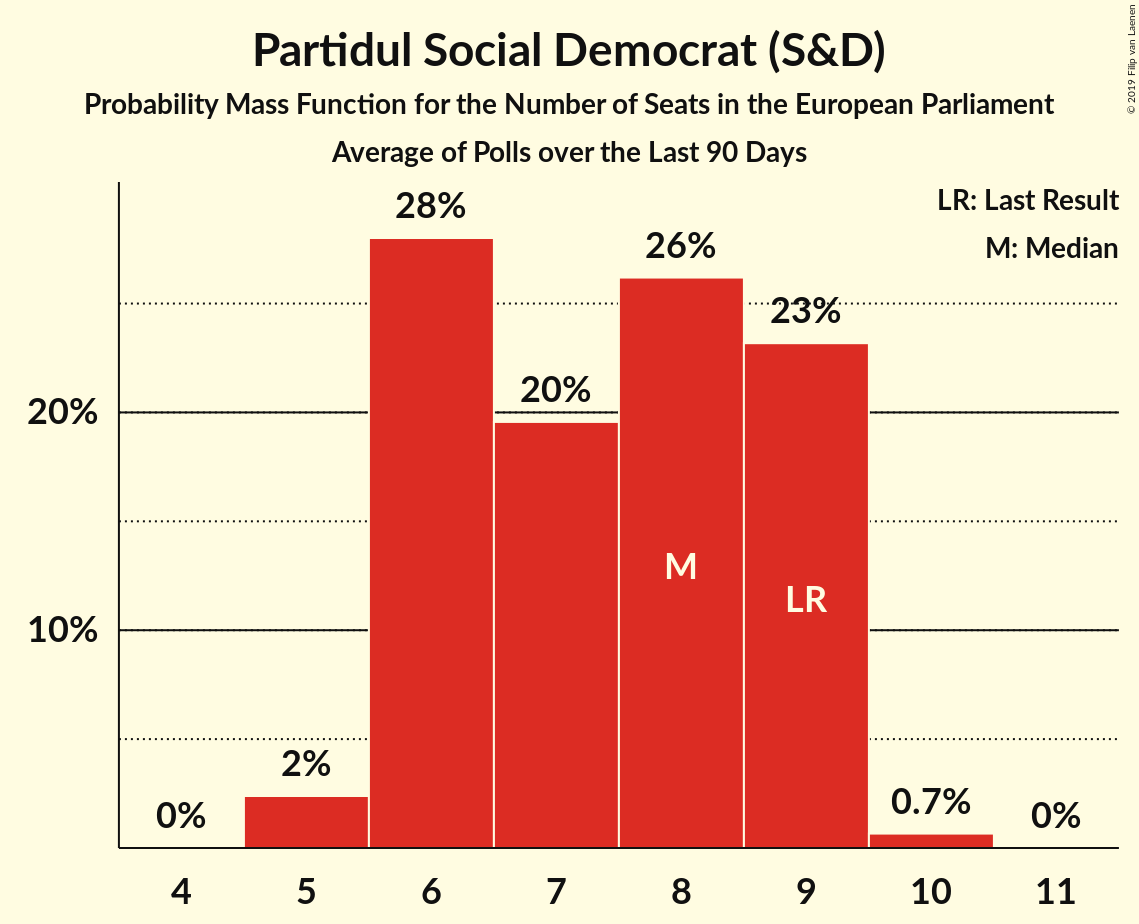 Partidul Social Democrat (S&D)
Probability Mass Function for the Number of Seats in the European Parliament
Average of Polls over the Last 90 Days
© 2019 Filip van Laenen
LR: Last Result
M: Median
28%
26%
23%
20%
20%
M
LR
10%
2%
0%
0.7%
0%
4 5 6 7 8 9 10 11